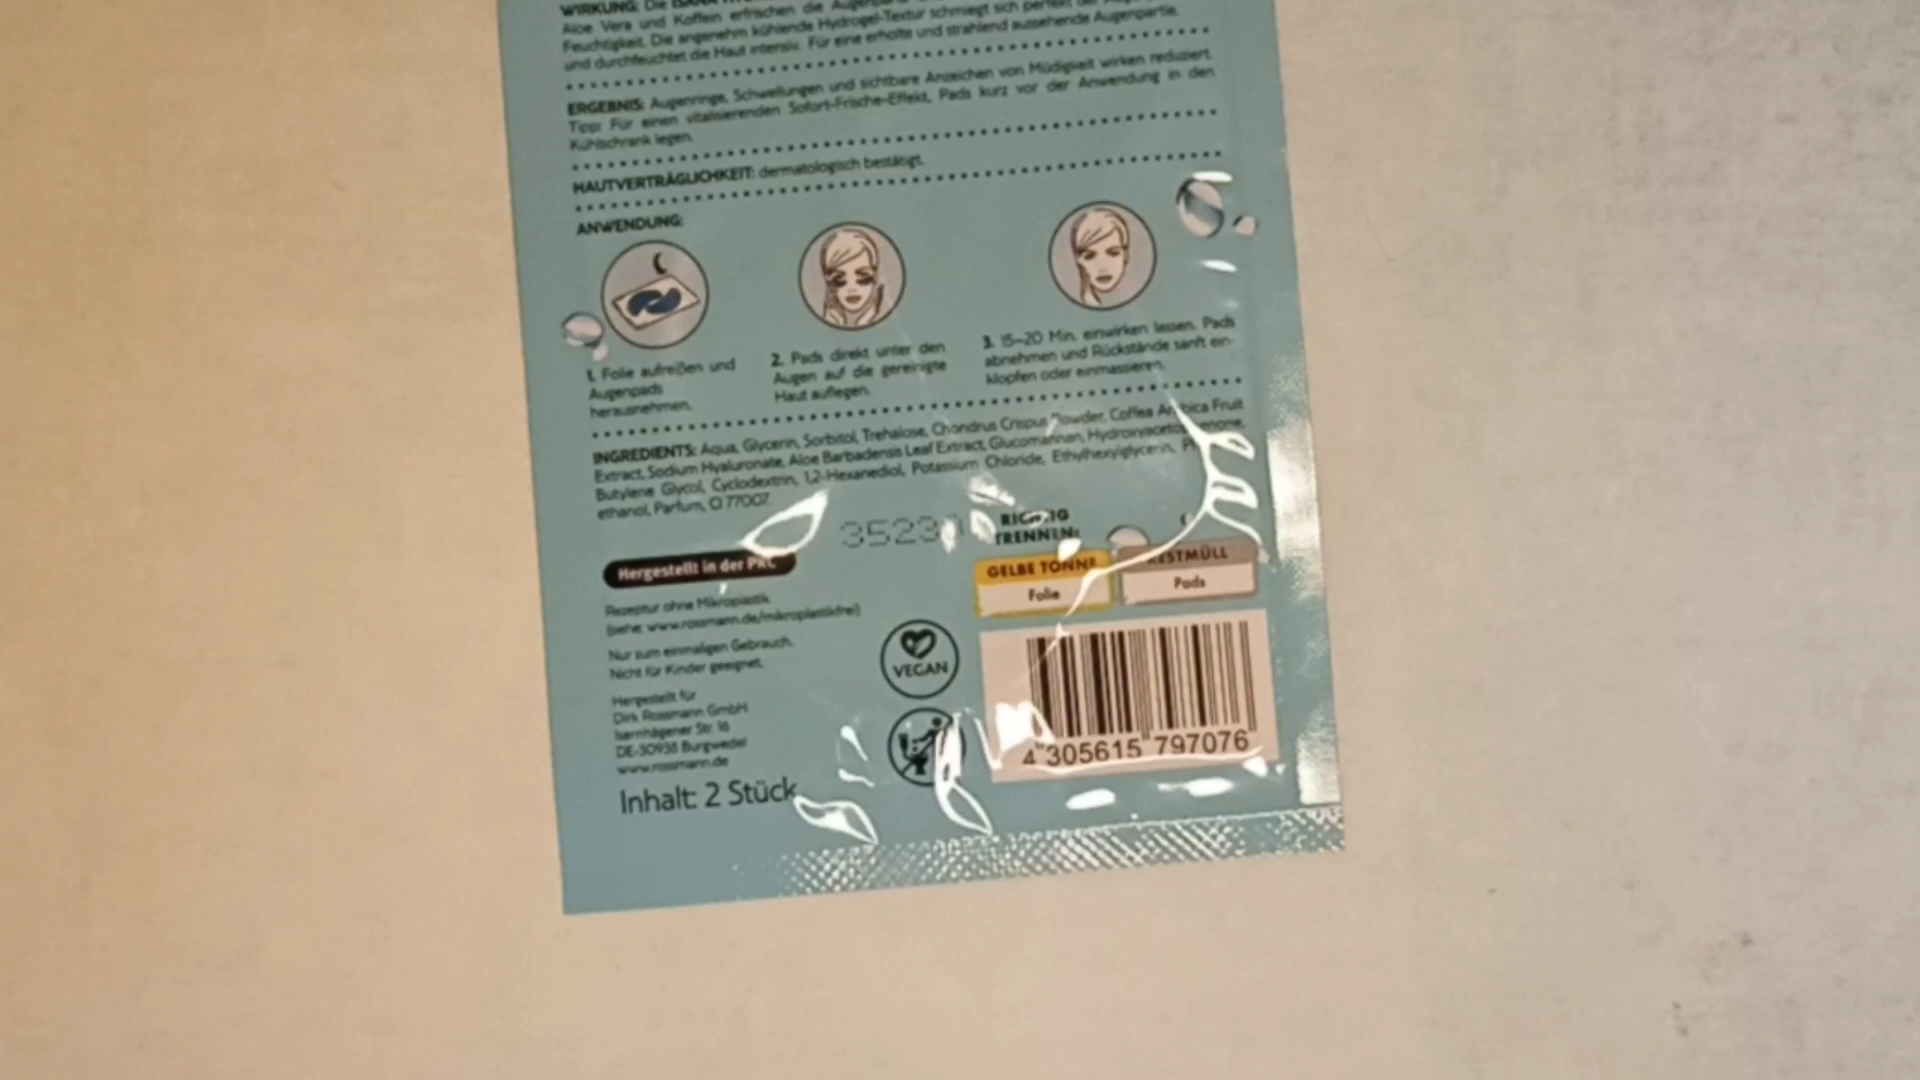 WIRKUNG: Die ISANA
Aloe Vera und Koffein erfrischen die
Feuchtigkeit. Die angenehm kühlende Hydrogel-Textur schmiegt sich perfekt der
und durchfeuchtet die Haut intensiv. Für eine erholte und strahlend aussehende Augenpartie.
ERGEBNIS: Augenringe, Schwellungen und sichtbare Anzeichen von Müdigkeit wirken reduziert.
Tipp: Für einen vitalisierenden Sofort-Frische-Effekt, Pads kurz vor der Anwendung in den
Kühlschrank legen.
HAUTVERTRÄGLICHKEIT: dermatologisch bestätigt.
ANWENDUNG:
1. Folie aufreißen und
Augenpads
herausnehmen.
2. Pads direkt unter den
Augen auf die gereinigte
Haut auflegen.
3. 15–20 Min. einwirken lassen. Pads
abnehmen und Rückstände sanft ein-
klopfen oder einmassieren.
INGREDIENTS: Aqua, Glycerin, Sorbitol, Trehalose, Chondrus Crispus Powder, Coffea Arabica Fruit
Extract, Sodium Hyaluronate, Aloe Barbadensis Leaf Extract, Glucomannan, Hydroxyacetophenone,
Butylene Glycol, Cyclodextrin, 1,2-Hexanediol, Potassium Chloride, Ethylhexylglycerin,
ethanol, Parfum, CI 77007.
RICHTIG
TRENNEN:
GELBE TONNE
Folie
RESTMÜLL
Pads
Hergestellt in der PRC
Rezeptur ohne Mikroplastik
(siehe: www.rossmann.de/mikroplastikfrei)
Nur zum einmaligen Gebrauch.
Nicht für Kinder geeignet.
Hergestellt für
Dirk Rossmann GmbH
Isernhägener Str. 16
DE-30938 Burgwedel
www.rossmann.de
Inhalt: 2 Stück
VEGAN
4 305615 797076